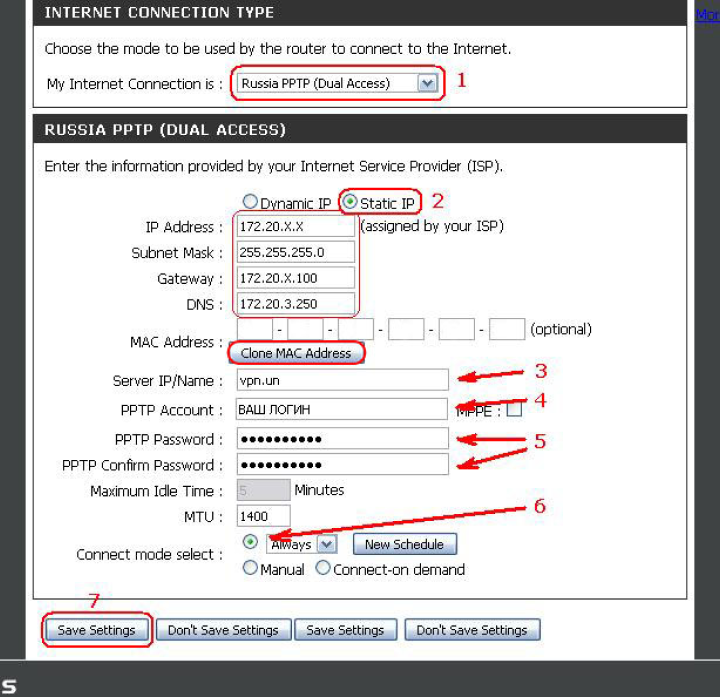 INTERNET CONNECTION TYPE
Choose the mode to be used by the router to connect to the Internet.
My Internet Connection is : Russia PPTP (Dual Access) 1
RUSSIA PPTP (DUAL ACCESS)
Enter the information provided by your Internet Service Provider (ISP).
Dynamic IP Static IP 2
IP Address : 172.20.X.X (assigned by your ISP)
Subnet Mask : 255.255.255.0
Gateway : 172.20.X.100
DNS : 172.20.3.250
MAC Address : - - - - - (optional)
Clone MAC Address
Server IP/Name : vpn.un 3
PPTP Account : ВАШ ЛОГИН MPPE : 4
PPTP Password : ●●●●●●●●●● 5
PPTP Confirm Password : ●●●●●●●●●●
Maximum Idle Time : 5 Minutes
MTU : 1400 6
Connect mode select : Always New Schedule
Manual Connect-on demand
7
Save Settings Don't Save Settings Save Settings Don't Save Settings